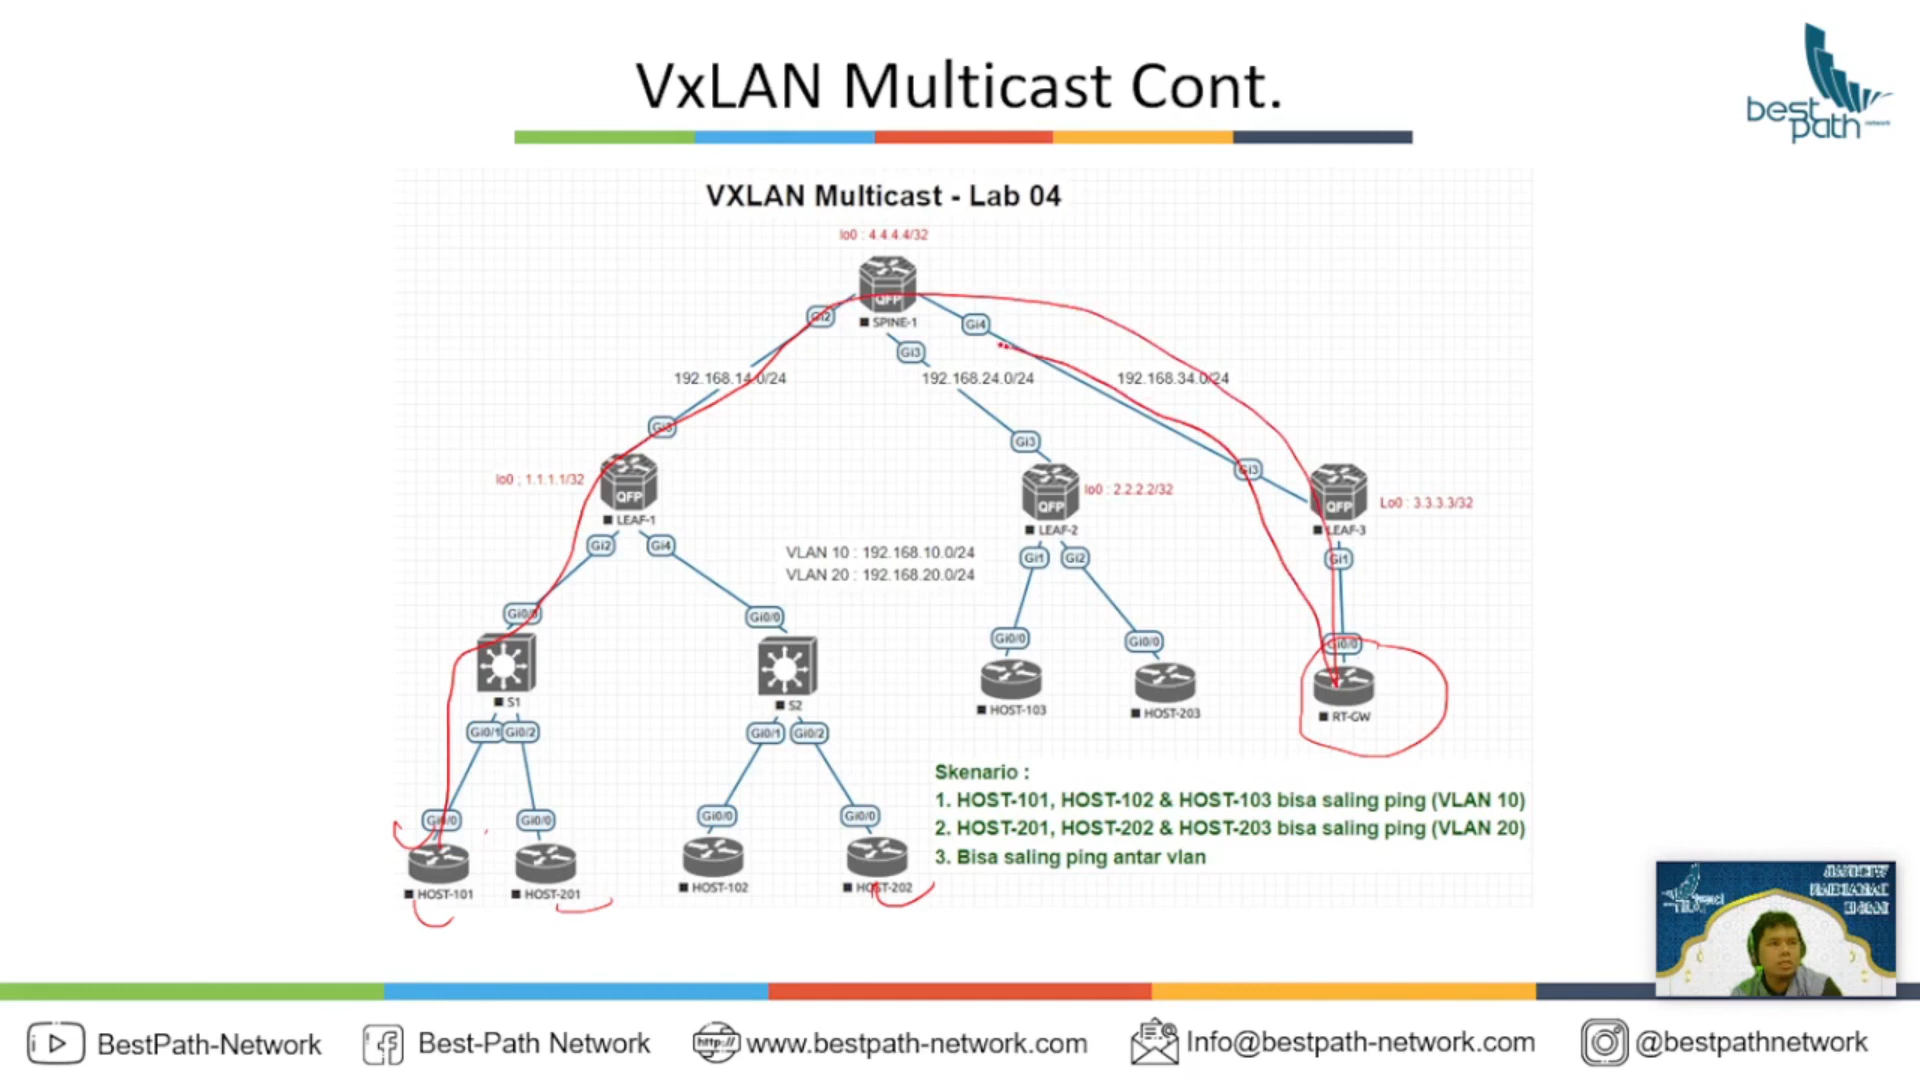 VxLAN Multicast Cont.
best
path
network
VXLAN Multicast - Lab 04
lo0 : 4.4.4.4/32
QFP
SPINE-1
Gi2
Gi4
Gi3
192.168.14.0/24
192.168.24.0/24
192.168.34.0/24
Gi3
Gi3
Gi3
lo0 : 1.1.1.1/32
QFP
LEAF-1
QFP
lo0 : 2.2.2.2/32
LEAF-2
QFP
Lo0 : 3.3.3.3/32
LEAF-3
Gi2
Gi4
VLAN 10 : 192.168.10.0/24
VLAN 20 : 192.168.20.0/24
Gi1
Gi2
Gi1
Gi0/0
Gi0/0
Gi0/0
Gi0/0
S1
S2
HOST-103
HOST-203
Gi0/0
RT-GW
Gi0/1
Gi0/2
Gi0/1
Gi0/2
Gi0/0
Gi0/0
Gi0/0
Gi0/0
HOST-101
HOST-201
HOST-102
HOST-202
Skenario :
1. HOST-101, HOST-102 & HOST-103 bisa saling ping (VLAN 10)
2. HOST-201, HOST-202 & HOST-203 bisa saling ping (VLAN 20)
3. Bisa saling ping antar vlan
BestPath-Network
Best-Path Network
http://
www.bestpath-network.com
Info@bestpath-network.com
@bestpathnetwork